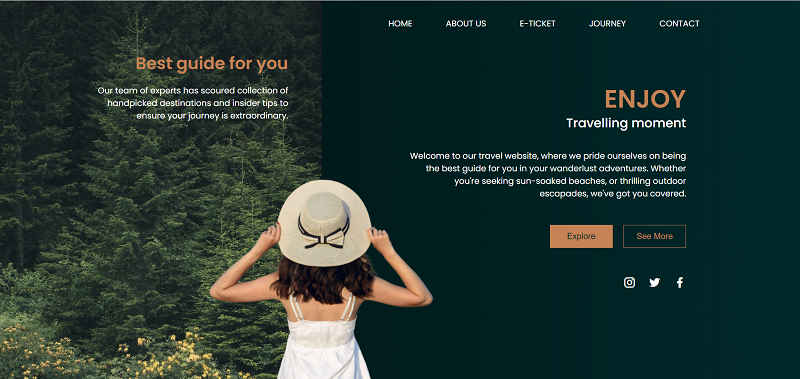 HOME
ABOUT US
E-TICKET
JOURNEY
CONTACT
Best guide for you
Our team of experts has scoured collection of
handpicked destinations and insider tips to
ensure your journey is extraordinary.
ENJOY
Travelling moment
Welcome to our travel website, where we pride ourselves on being
the best guide for you in your wanderlust adventures. Whether
you're seeking sun-soaked beaches, or thrilling outdoor
escapades, we've got you covered.
Explore
See More